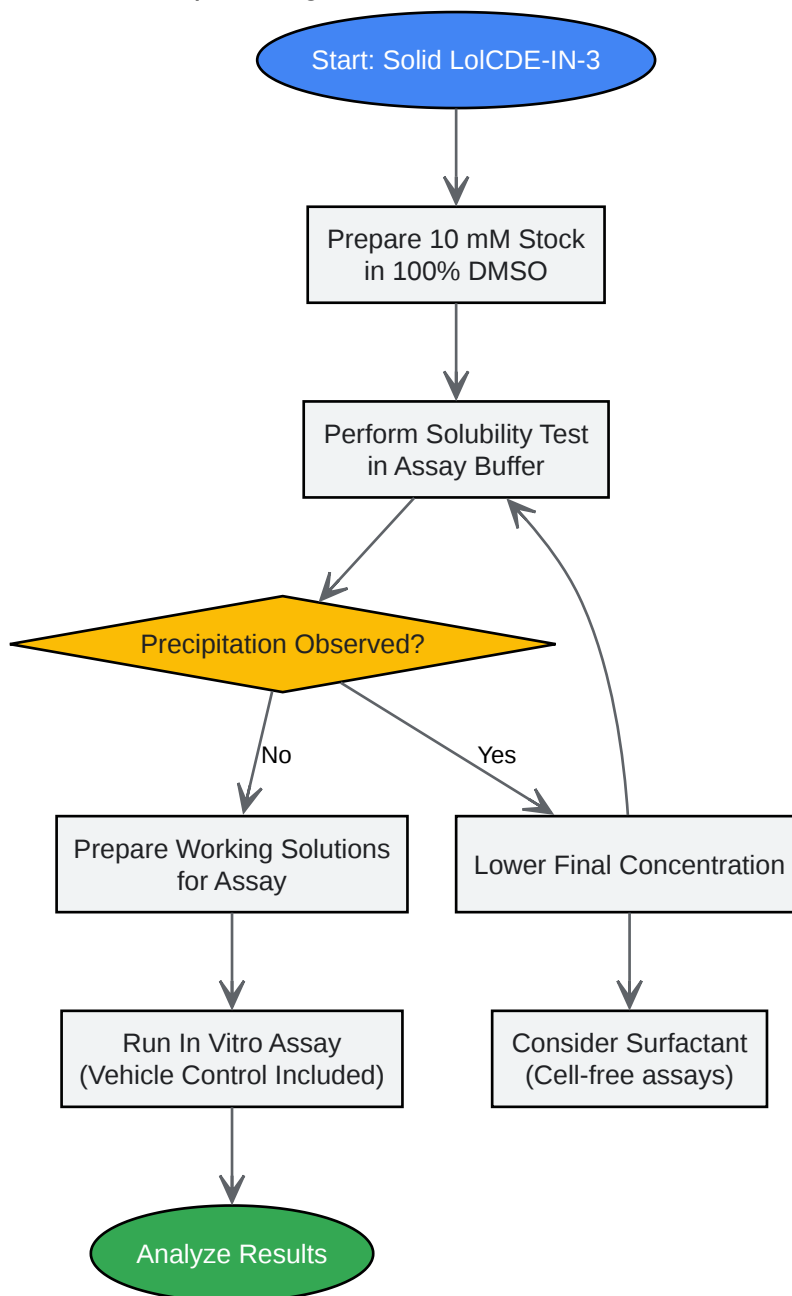 Start: Solid LolCDE-IN-3
Prepare 10 mM Stock
in 100% DMSO
Perform Solubility Test
in Assay Buffer
Precipitation Observed?
No
Yes
Prepare Working Solutions
for Assay
Lower Final Concentration
Run In Vitro Assay
(Vehicle Control Included)
Consider Surfactant
(Cell-free assays)
Analyze Results